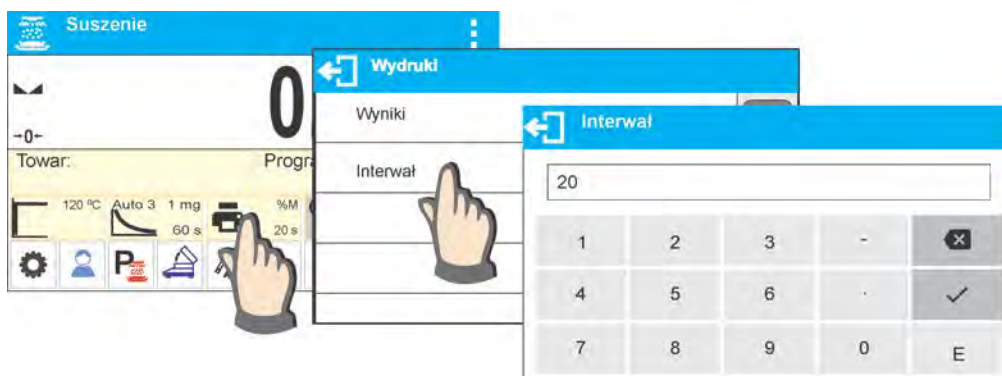 Suszenie
0
→0←
Towar:
120 ºC Auto 3 1 mg %M
60 s 20 s
P
Wydruki
Wyniki
Interwał
Interwał
20
1 2 3 -
4 5 6 .
7 8 9 0 E